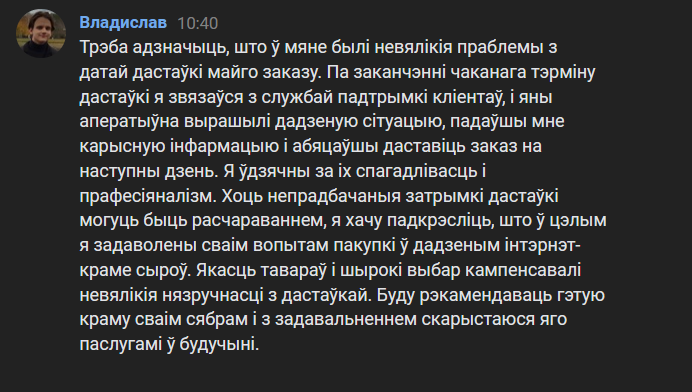 Владислав 10:40
Трэба адзначыць, што ў мяне былі невялікія праблемы з
датай дастаўкі майго заказу. Па заканчэнні чаканага тэрміну
дастаўкі я звязаўся з службай падтрымкі кліентаў, і яны
аператыўна вырашылі дадзеную сітуацыю, падаўшы мне
карысную інфармацыю і абяцаўшы даставіць заказ на
наступны дзень. Я ўдзячны за іх спагадлівасць і
прафесіяналізм. Хоць непрадбачаныя затрымкі дастаўкі
могуць быць расчараваннем, я хачу падкрэсліць, што ў цэлым
я задаволены сваім вопытам пакупкі ў дадзеным інтэрнэт-
краме сыроў. Якасць тавараў і шырокі выбар кампенсавалі
невялікія нязручнасці з дастаўкай. Буду рэкамендаваць гэтую
краму сваім сябрам і з задавальненнем скарыстаюся яго
паслугамі ў будучыні.